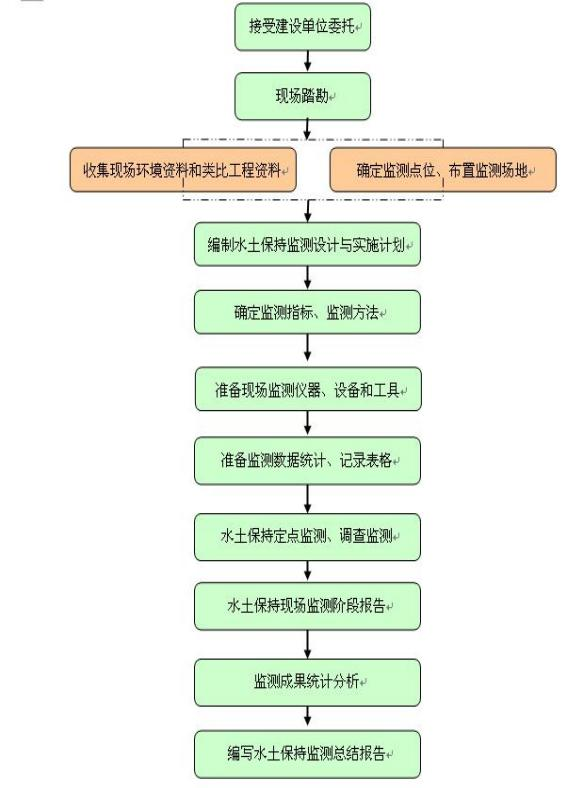 接受建设单位委托
现场踏勘
收集现场环境资料和类比工程资料
确定监测点位、布置监测场地
编制水土保持监测设计与实施计划
确定监测指标、监测方法
准备现场监测仪器、设备和工具
准备监测数据统计、记录表格
水土保持定点监测、调查监测
水土保持现场监测阶段报告
监测成果统计分析
编写水土保持监测总结报告